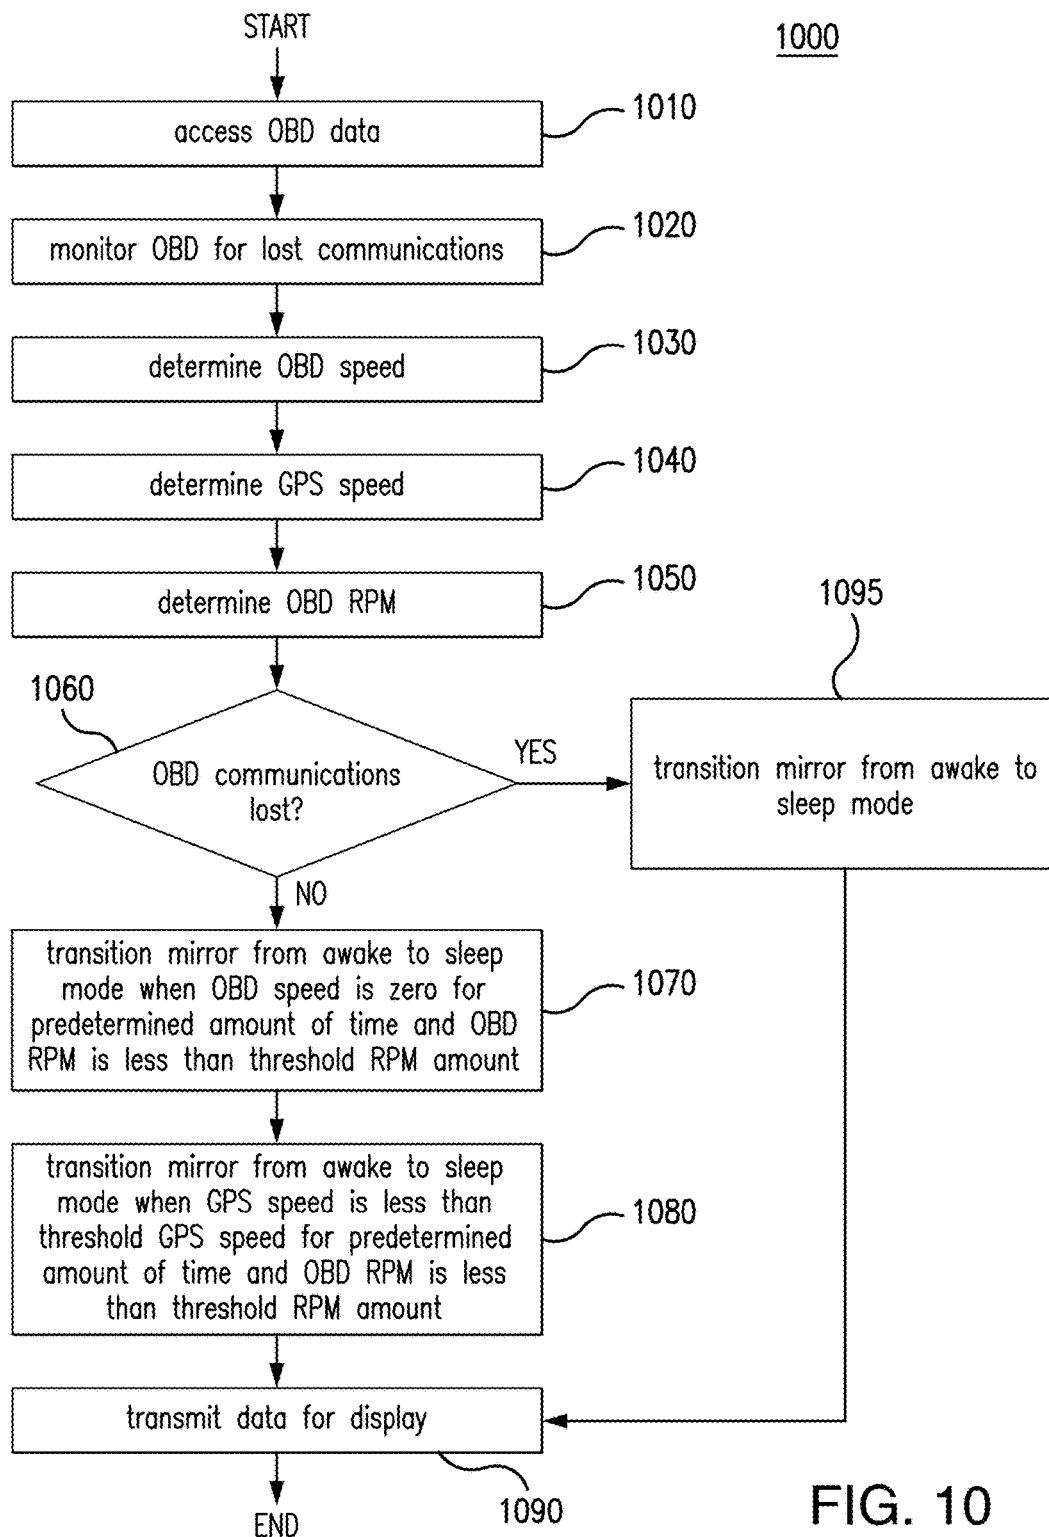 START
1000
access OBD data
1010
monitor OBD for lost communications
1020
determine OBD speed
1030
determine GPS speed
1040
determine OBD RPM
1050
1060
OBD communications
lost?
YES
NO
1095
transition mirror from awake to
sleep mode
transition mirror from awake to sleep
mode when OBD speed is zero for
predetermined amount of time and OBD
RPM is less than threshold RPM amount
1070
transition mirror from awake to sleep
mode when GPS speed is less than
threshold GPS speed for predetermined
amount of time and OBD RPM is less
than threshold RPM amount
1080
transmit data for display
1090
END
FIG. 10